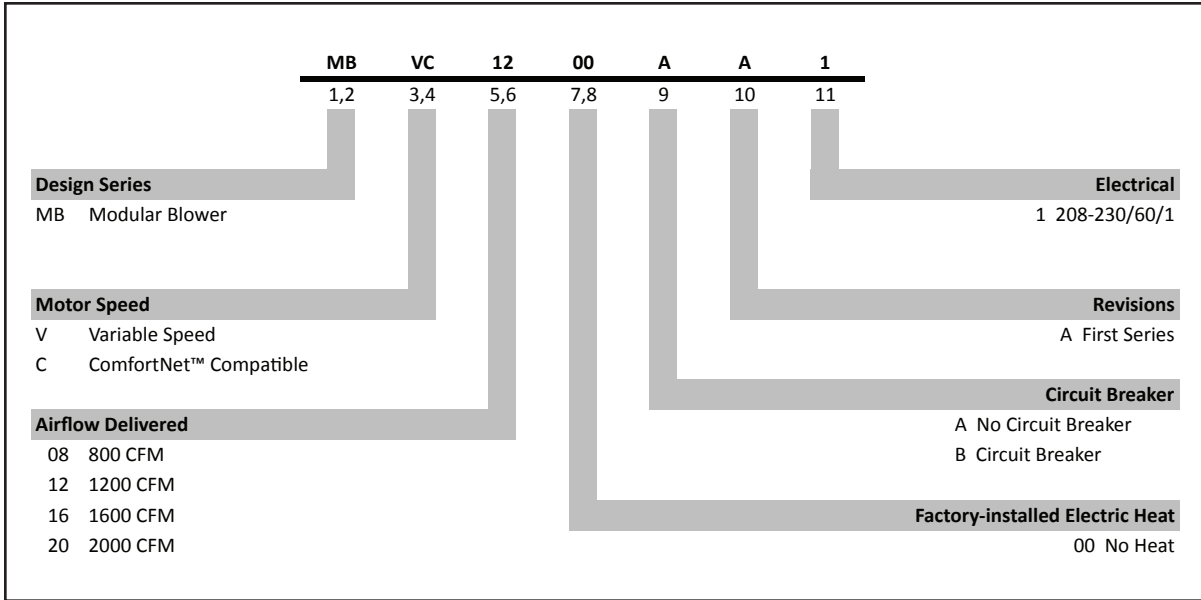 MB VC 12 00 A A 1
1,2 3,4 5,6 7,8 9 10 11
Design Series
MB Modular Blower
Electrical
1 208-230/60/1
Motor Speed
V Variable Speed
C ComfortNet™ Compatible
Revisions
A First Series
Airflow Delivered
08 800 CFM
12 1200 CFM
16 1600 CFM
20 2000 CFM
Circuit Breaker
A No Circuit Breaker
B Circuit Breaker
Factory-installed Electric Heat
00 No Heat